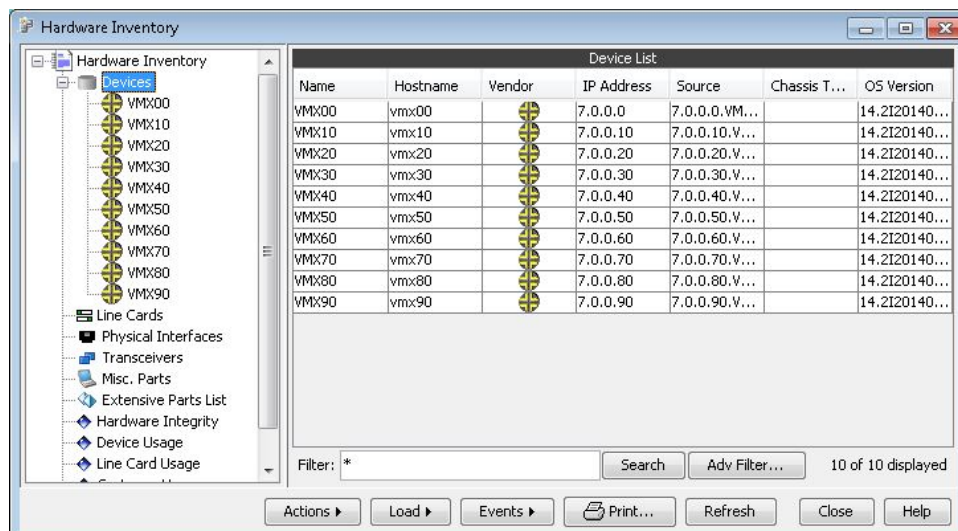 Hardware Inventory
Hardware Inventory
Devices
VMX00
VMX10
VMX20
VMX30
VMX40
VMX50
VMX60
VMX70
VMX80
VMX90
Line Cards
Physical Interfaces
Transceivers
Misc. Parts
Extensive Parts List
Hardware Integrity
Device Usage
Line Card Usage
Device List
Name Hostname Vendor IP Address Source Chassis T... OS Version
VMX00 vmx00 7.0.0.0 7.0.0.0.VM... 14.2I20140...
VMX10 vmx10 7.0.0.10 7.0.0.10.V... 14.2I20140...
VMX20 vmx20 7.0.0.20 7.0.0.20.V... 14.2I20140...
VMX30 vmx30 7.0.0.30 7.0.0.30.V... 14.2I20140...
VMX40 vmx40 7.0.0.40 7.0.0.40.V... 14.2I20140...
VMX50 vmx50 7.0.0.50 7.0.0.50.V... 14.2I20140...
VMX60 vmx60 7.0.0.60 7.0.0.60.V... 14.2I20140...
VMX70 vmx70 7.0.0.70 7.0.0.70.V... 14.2I20140...
VMX80 vmx80 7.0.0.80 7.0.0.80.V... 14.2I20140...
VMX90 vmx90 7.0.0.90 7.0.0.90.V... 14.2I20140...
Filter: * Search Adv Filter... 10 of 10 displayed
Actions Load Events Print... Refresh Close Help